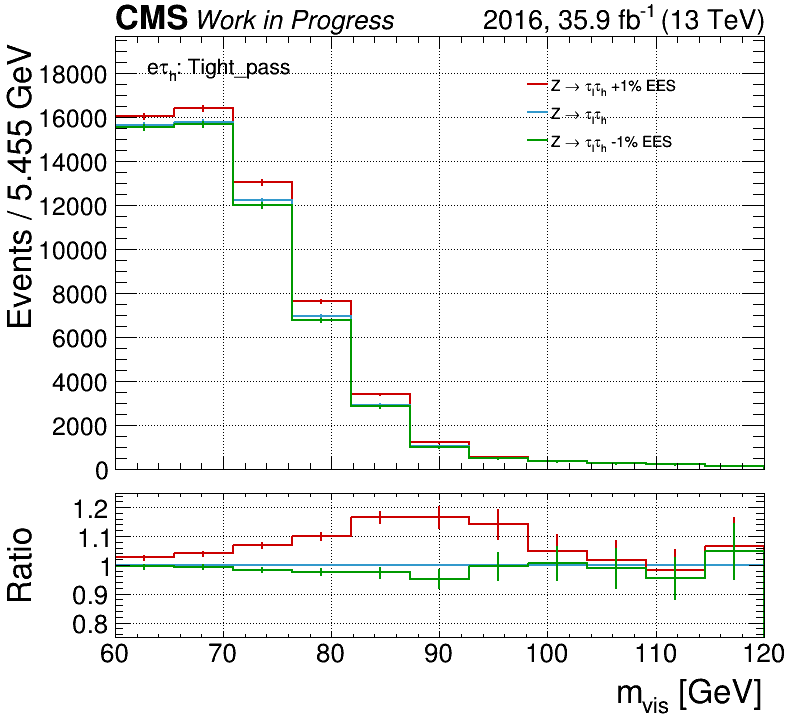 CMS Work in Progress 2016, 35.9 fb⁻¹ (13 TeV)
eτₕ: Tight_pass
Z → τₗτₕ +1% EES
Z → τₗτₕ
Z → τₗτₕ -1% EES
Events / 5.455 GeV
18000
16000
14000
12000
10000
8000
6000
4000
2000
0
Ratio
1.2
1.1
1
0.9
0.8
60 70 80 90 100 110 120
m_vis [GeV]